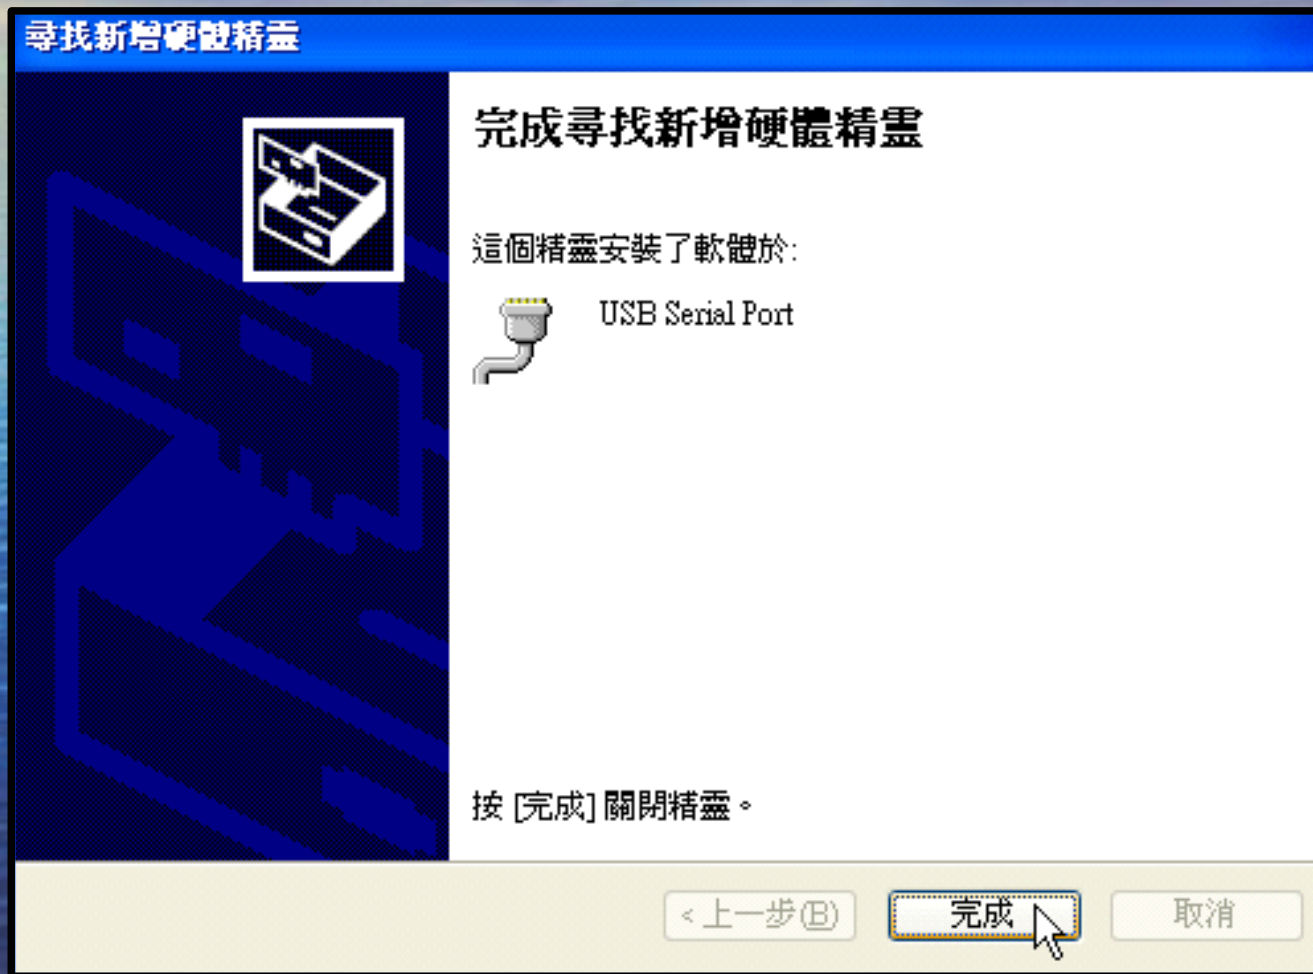 尋找新增硬體精靈
完成尋找新增硬體精靈
這個精靈安裝了軟體於:
USB Serial Port
按 [完成] 關閉精靈。
< 上一步(B)
完成
取消